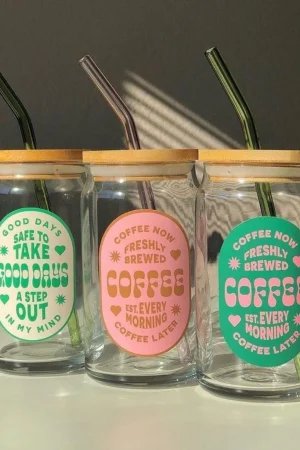 GOOD DAYS
SAFE TO
TAKE
GOOD DAYS
A STEP
OUT
IN MY MIND
COFFEE NOW
FRESHLY
BREWED
COFFEE
EST. EVERY
MORNING
COFFEE LATER
COFFEE NOW
FRESHLY
BREWED
COFFEE
EST. EVERY
MORNING
COFFEE LATER